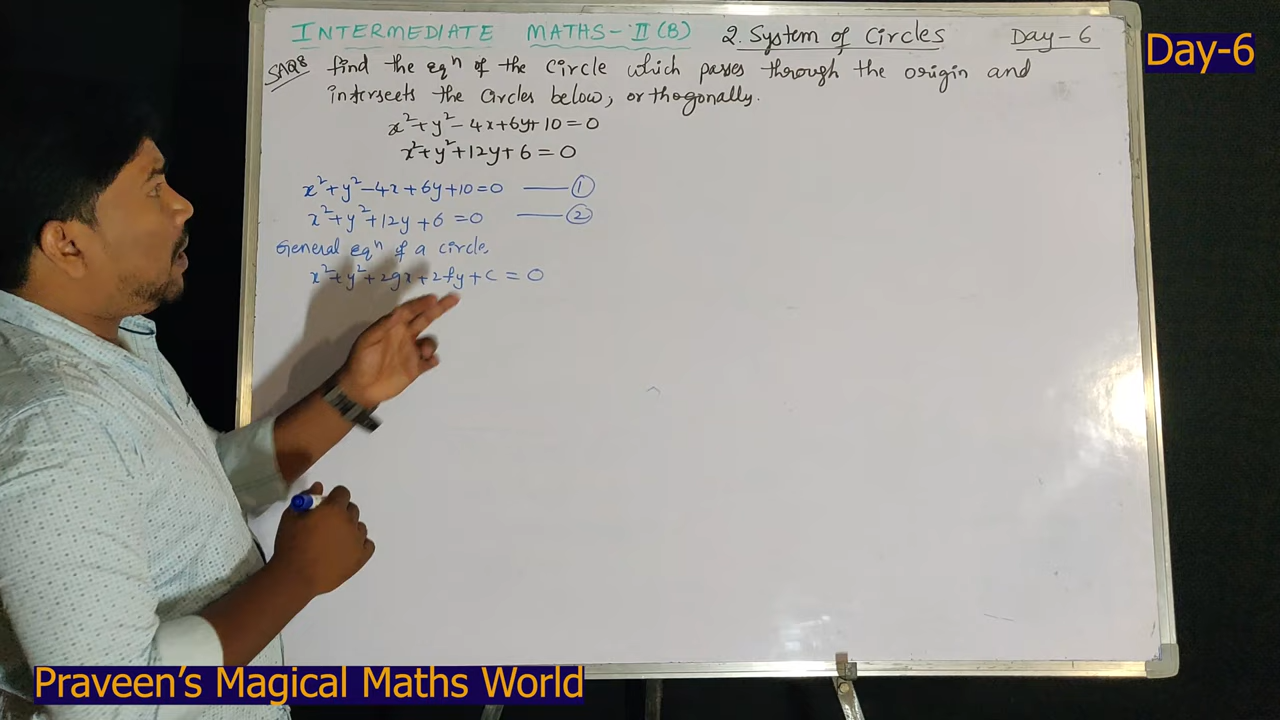 INTERMEDIATE MATHS-II(B) 2. System of Circles Day-6
Day-6
SAQ8 find the eqⁿ of the circle which passes through the origin and
intersects the circles below, orthogonally.
x²+y²-4x+6y+10=0
x²+y²+12y+6=0
x²+y²-4x+6y+10=0 —— ①
x²+y²+12y+6=0 —— ②
General eqⁿ of a circle,
x²+y²+2gx+2fy+c=0
Praveen's Magical Maths World